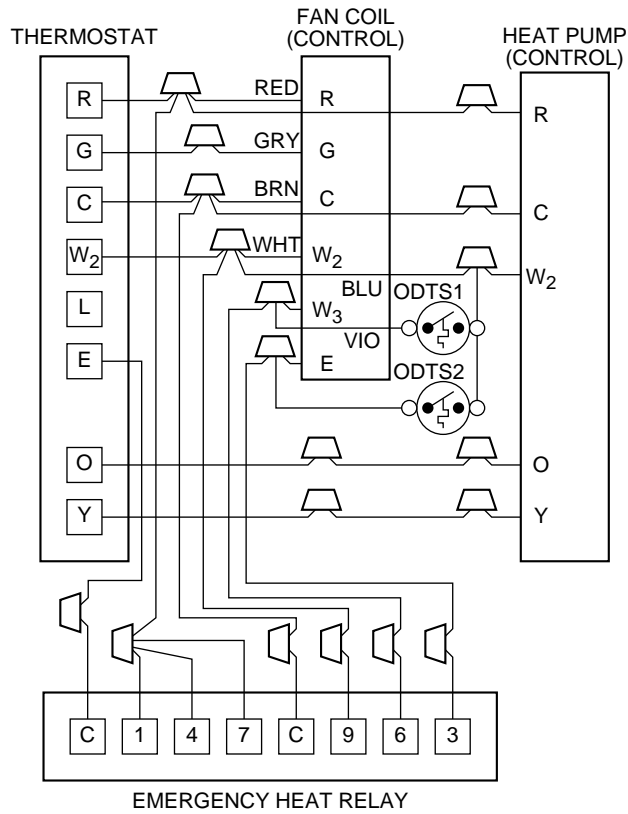 FAN COIL
(CONTROL)
THERMOSTAT
HEAT PUMP
(CONTROL)
R
RED
R
R
G
GRY
G
C
BRN
C
C
W2
WHT
W2
W2
L
BLU
ODTS1
W3
VIO
E
E
ODTS2
O
O
Y
Y
C 1 4 7 C 9 6 3
EMERGENCY HEAT RELAY